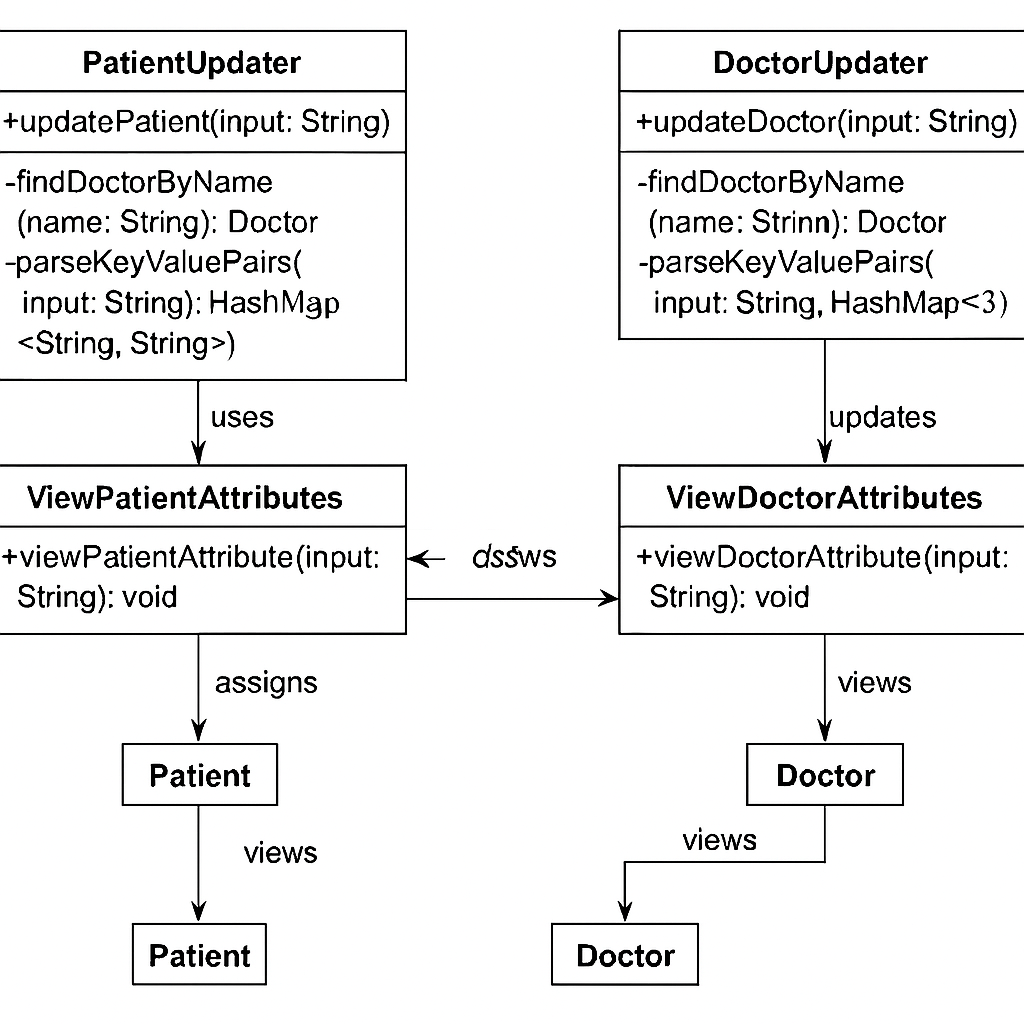 PatientUpdater
+updatePatient(input: String)
-findDoctorByName
(name: String): Doctor
-parseKeyValuePairs(
input: String): HashMap
<String, String>)
DoctorUpdater
+updateDoctor(input: String)
-findDoctorByName
(name: Strinn): Doctor
-parseKeyValuePairs(
input: String, HashMap<3)
uses
updates
ViewPatientAttributes
+viewPatientAttribute(input:
String): void
ViewDoctorAttributes
+viewDoctorAttribute(input:
String): void
assigns
views
Patient
Doctor
views
views
Patient
Doctor